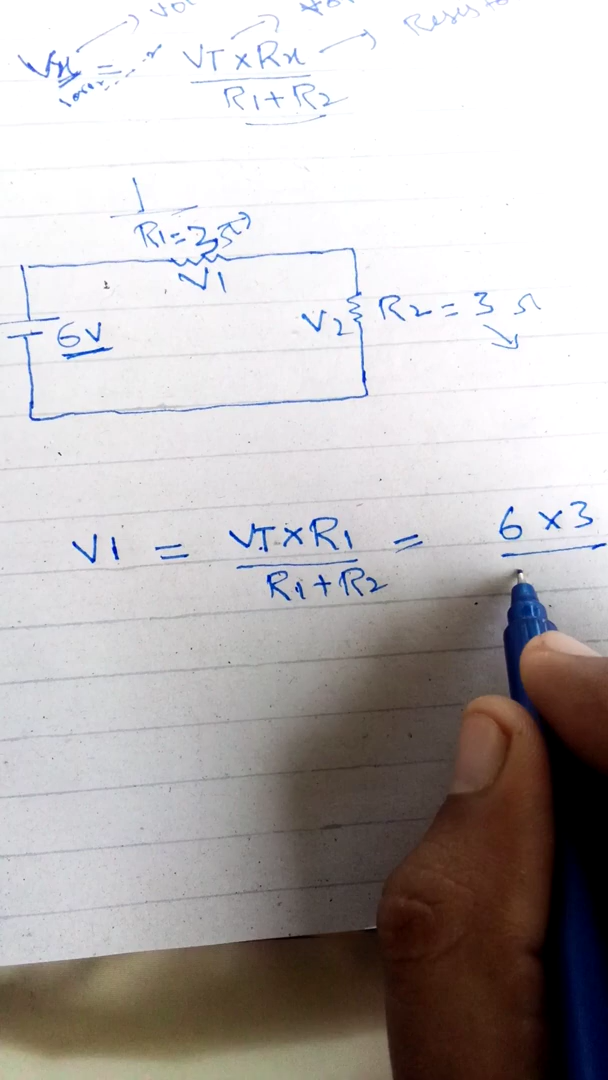 Vx = VT x Rx
R1 + R2
R1 = 3Ω
V1
6V
V2 R2 = 3 Ω
V1 = VT x R1 = 6 x 3
R1 + R2